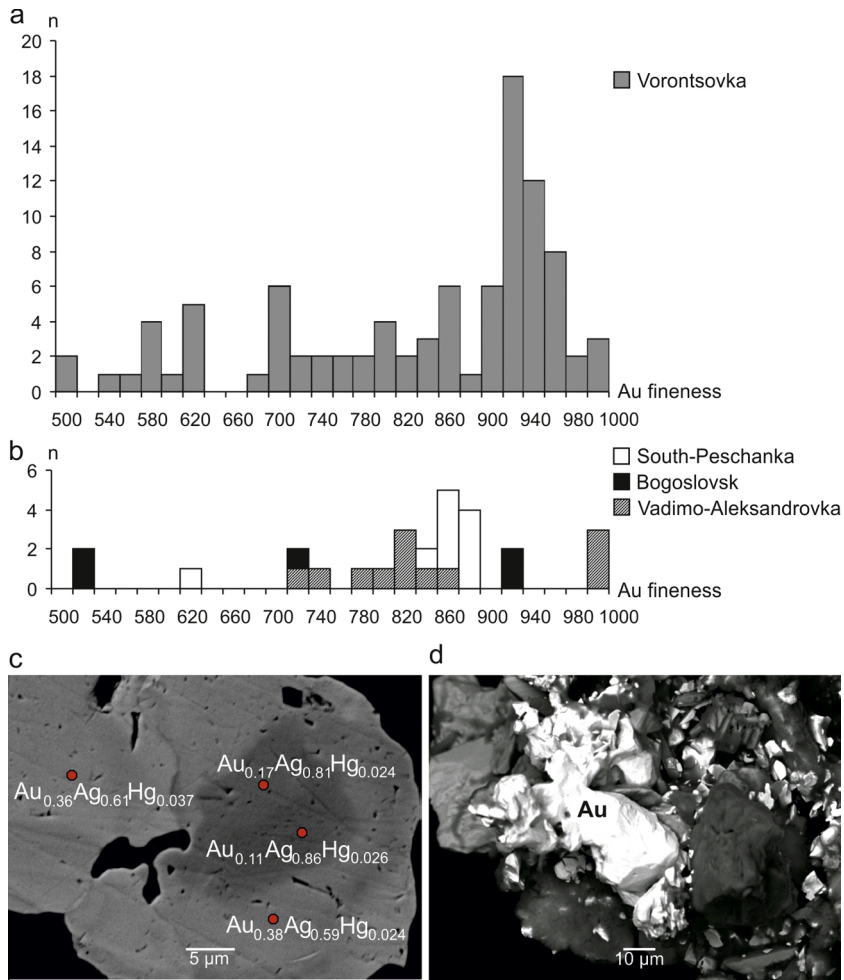 a
n
20
18
16
14
12
10
8
6
4
2
0
Vorontsovka
Au fineness
500 540 580 620 660 700 740 780 820 860 900 940 980 1000
b
n
6
4
2
0
South-Peschanka
Bogoslovsk
Vadimo-Aleksandrovka
Au fineness
500 540 580 620 660 700 740 780 820 860 900 940 980 1000
c
Au0.17Ag0.81Hg0.024
Au0.36Ag0.61Hg0.037
Au0.11Ag0.86Hg0.026
Au0.38Ag0.59Hg0.024
5 µm
d
Au
10 µm